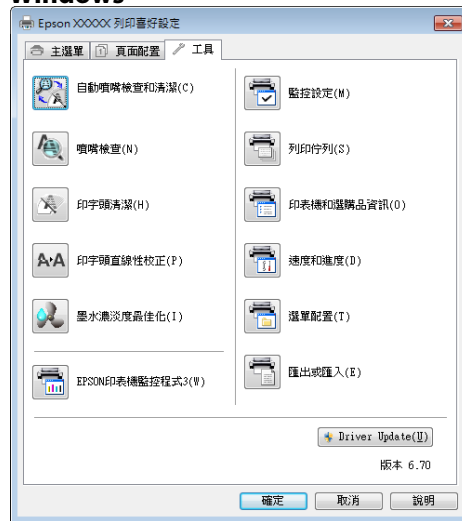 Windows
Epson XXXXX 列印喜好設定
主選單 頁面配置 工具
自動噴嘴檢查和清潔(C)
噴嘴檢查(N)
印字頭清潔(H)
印字頭直線性校正(P)
墨水濃淡度最佳化(I)
EPSON印表機監控程式3(W)
監控設定(M)
列印佇列(S)
印表機和選購品資訊(O)
速度和進度(D)
選單配置(T)
匯出或匯入(E)
Driver Update(U)
版本 6.70
確定 取消 說明